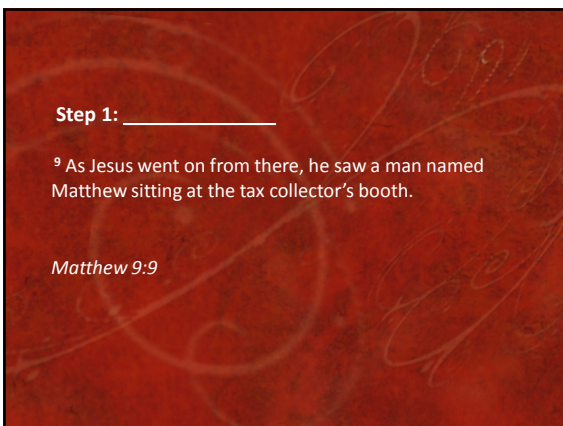 Step 1: _______________
⁹ As Jesus went on from there, he saw a man named
Matthew sitting at the tax collector’s booth.
Matthew 9:9